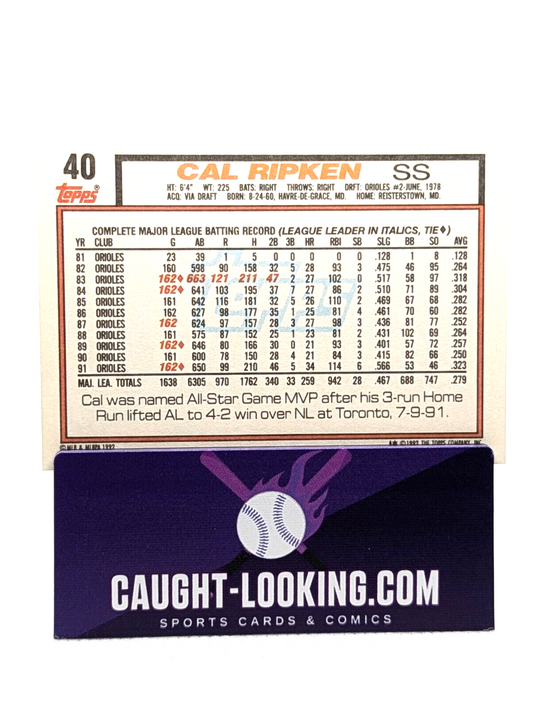 40 CAL RIPKEN SS
Topps®
HT: 6'4" WT: 225 BATS: RIGHT THROWS: RIGHT DRFT: ORIOLES #2-JUNE, 1978
ACQ: VIA DRAFT BORN: 8-24-60, HAVRE-DE-GRACE, MD. HOME: REISTERSTOWN, MD.
COMPLETE MAJOR LEAGUE BATTING RECORD (LEAGUE LEADER IN ITALICS, TIE♦)
YR CLUB G AB R H 2B 3B HR RBI SB SLG BB SO AVG
81 ORIOLES 23 39 1 5 0 0 0 0 0 .128 1 8 .128
82 ORIOLES 160 598 90 158 32 5 28 93 3 .475 46 95 .264
83 ORIOLES 162♦ 663 121 211 47 2 27 102 0 .517 58 97 .318
84 ORIOLES 162♦ 641 103 195 37 7 27 86 2 .510 71 89 .304
85 ORIOLES 161 642 116 181 32 5 26 110 2 .469 67 68 .282
86 ORIOLES 162 627 98 177 35 1 25 81 4 .461 70 60 .282
87 ORIOLES 162 624 97 157 28 3 27 98 3 .436 81 77 .252
88 ORIOLES 161 575 87 152 25 1 23 81 2 .431 102 69 .264
89 ORIOLES 162♦ 646 80 166 30 0 21 93 3 .401 57 72 .257
90 ORIOLES 161 600 78 150 28 4 21 84 3 .415 82 66 .250
91 ORIOLES 162♦ 650 99 210 46 5 34 114 6 .566 53 46 .323
MAJ. LEA. TOTALS 1638 6305 970 1762 340 33 259 942 28 .467 688 747 .279
Cal was named All-Star Game MVP after his 3-run Home
Run lifted AL to 4-2 win over NL at Toronto, 7-9-91.
© MLB & MLBPA 1992 © 1992 THE TOPPS COMPANY, INC.
CAUGHT-LOOKING.COM
SPORTS CARDS & COMICS